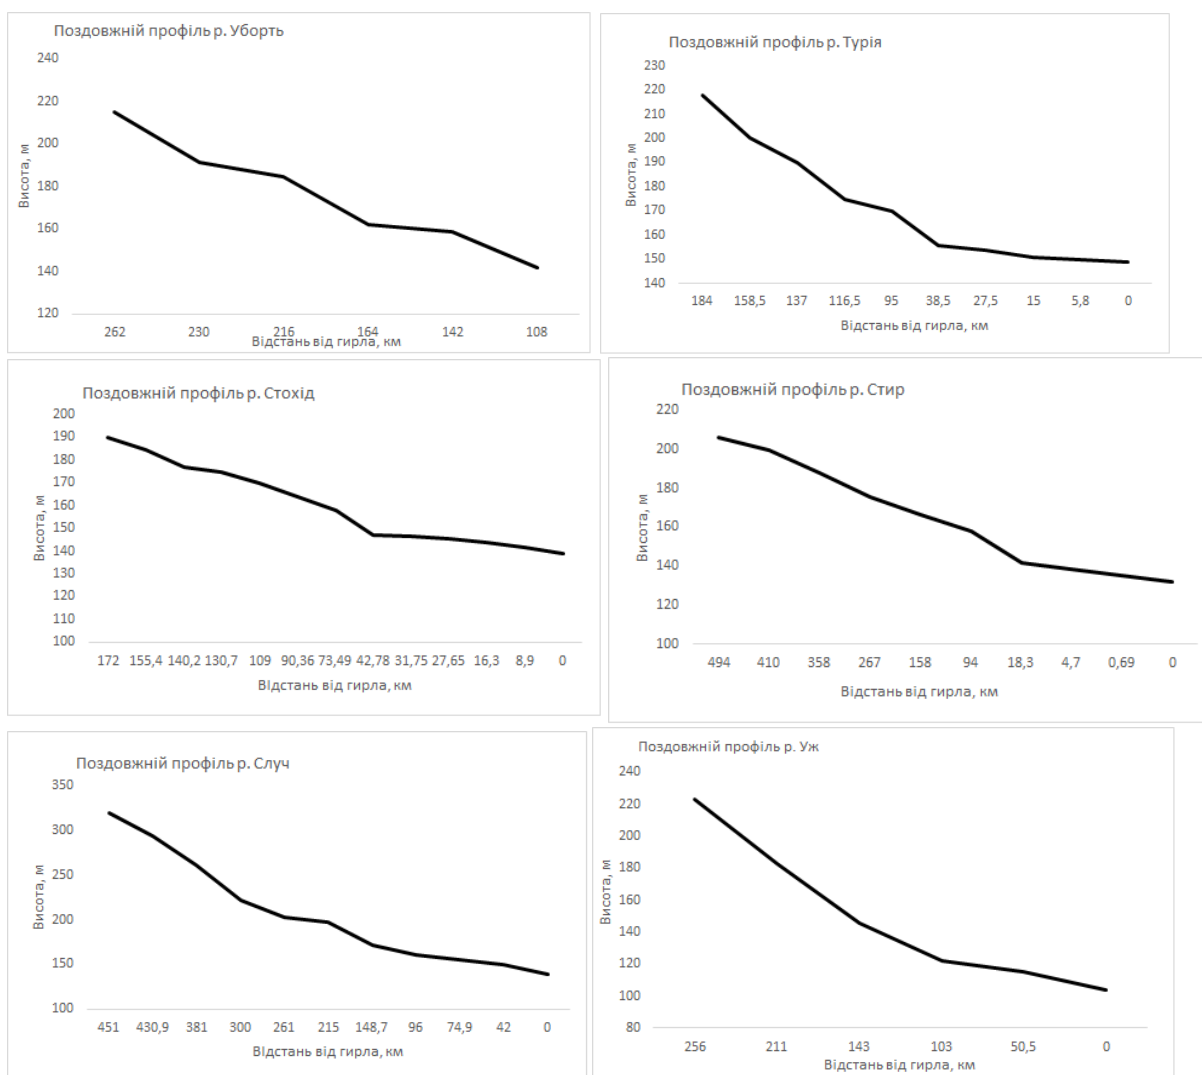 Поздовжній профіль р. Уборть
240
220
200
180
160
140
120
Висота, м
262 230 216 164 142 108
Відстань від гирла, км
Поздовжній профіль р. Турія
230
220
210
200
190
180
170
160
150
140
Висота, м
184 158,5 137 116,5 95 38,5 27,5 15 5,8 0
Відстань від гирла, км
Поздовжній профіль р. Стохід
200
190
180
170
160
150
140
130
120
110
100
Висота, м
172 155,4 140,2 130,7 109 90,36 73,49 42,78 31,75 27,65 16,3 8,9 0
Відстань від гирла, км
Поздовжній профіль р. Стир
220
200
180
160
140
120
100
Висота, м
494 410 358 267 158 94 18,3 4,7 0,69 0
Відстань від гирла, км
Поздовжній профіль р. Случ
350
300
250
200
150
100
Висота, м
451 430,9 381 300 261 215 148,7 96 74,9 42 0
Відстань від гирла, км
Поздовжній профіль р. Уж
240
220
200
180
160
140
120
100
80
Висота, м
256 211 143 103 50,5 0
Відстань від гирла, км